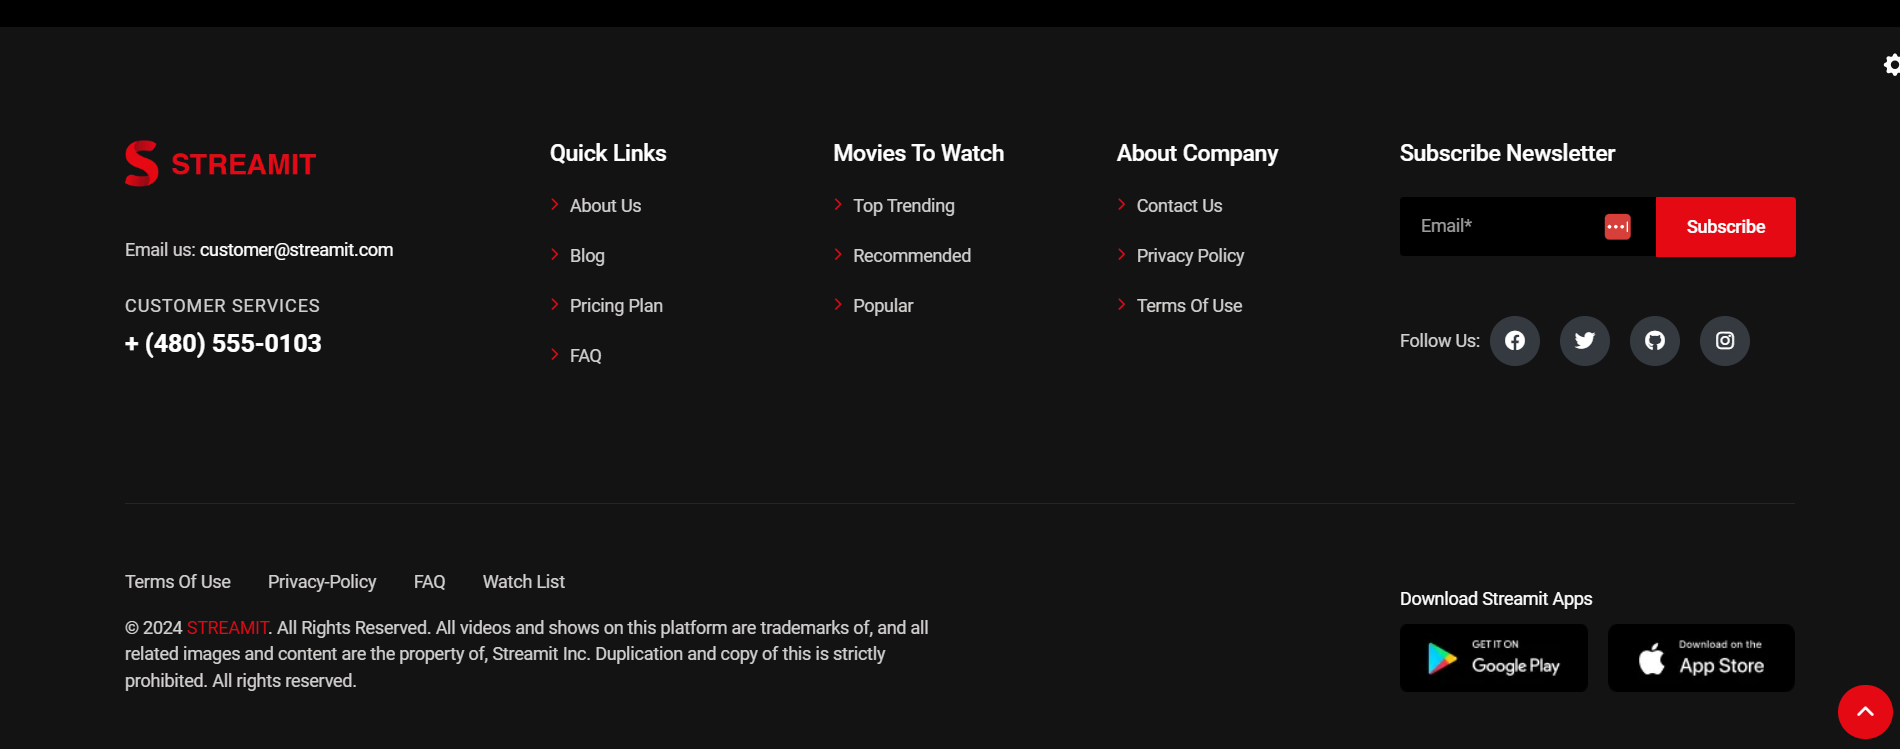 STREAMIT
Email us: customer@streamit.com
CUSTOMER SERVICES
+ (480) 555-0103
Quick Links
About Us
Blog
Pricing Plan
FAQ
Movies To Watch
Top Trending
Recommended
Popular
About Company
Contact Us
Privacy Policy
Terms Of Use
Subscribe Newsletter
Email*
Subscribe
Follow Us:
Terms Of Use Privacy-Policy FAQ Watch List
© 2024 STREAMIT. All Rights Reserved. All videos and shows on this platform are trademarks of, and all
related images and content are the property of, Streamit Inc. Duplication and copy of this is strictly
prohibited. All rights reserved.
Download Streamit Apps
GET IT ON
Google Play
Download on the
App Store